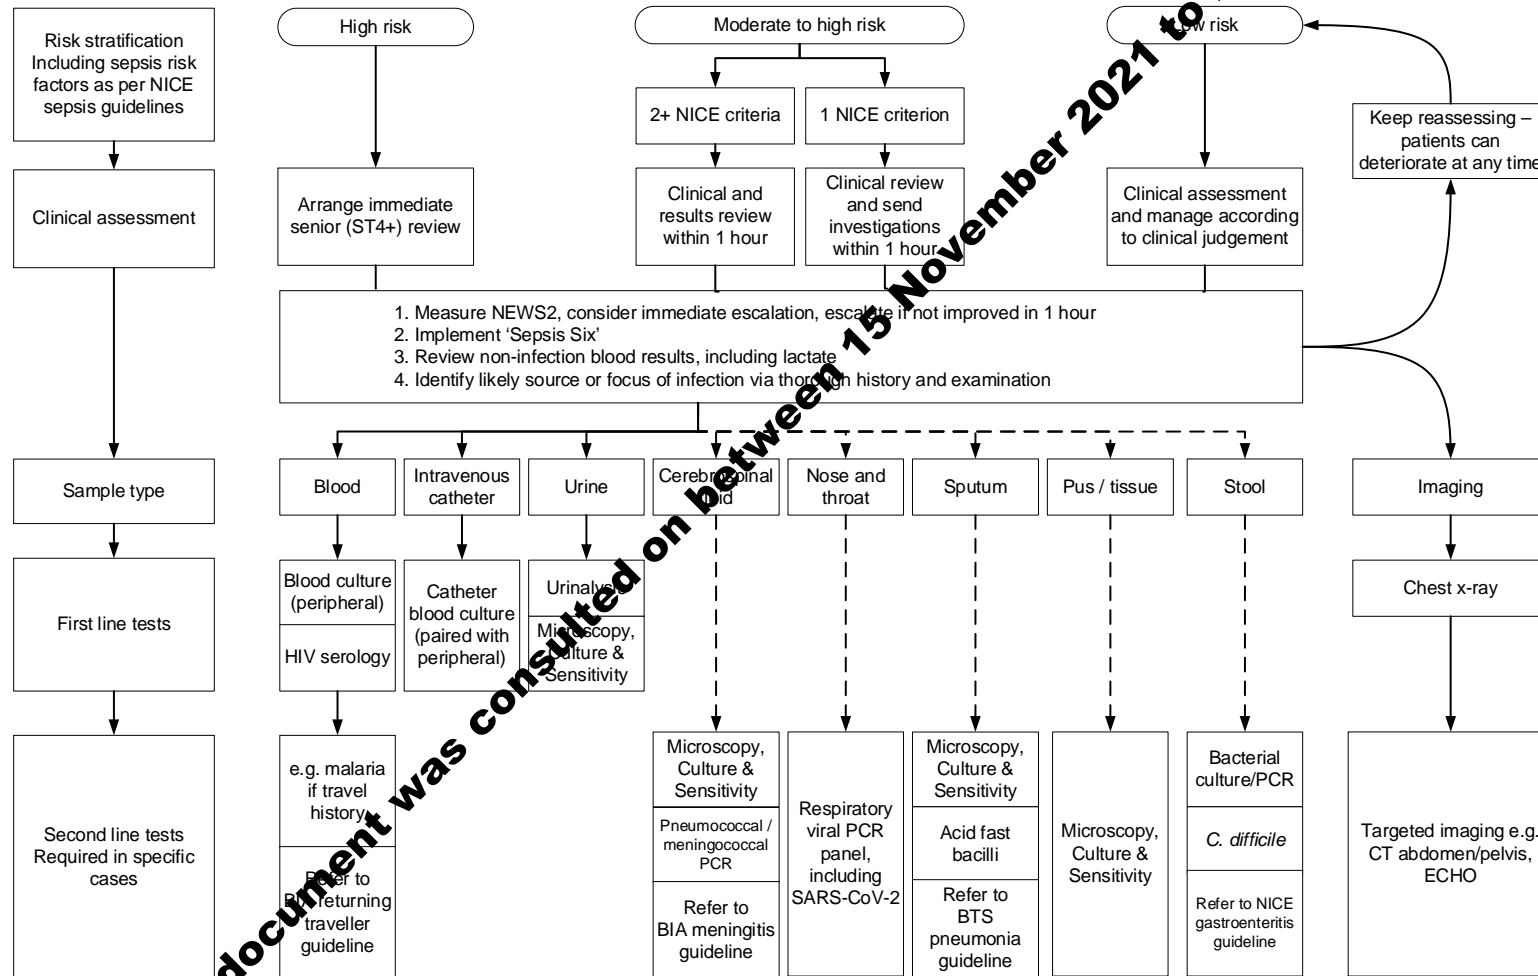 Risk stratification
Including sepsis risk
factors as per NICE
sepsis guidelines
High risk
Moderate to high risk
Low risk
2+ NICE criteria
1 NICE criterion
Keep reassessing –
patients can
deteriorate at any time
Clinical assessment
Arrange immediate
senior (ST4+) review
Clinical and
results review
within 1 hour
Clinical review
and send
investigations
within 1 hour
Clinical assessment
and manage according
to clinical judgement
1. Measure NEWS2, consider immediate escalation, escalate if not improved in 1 hour
2. Implement ‘Sepsis Six’
3. Review non-infection blood results, including lactate
4. Identify likely source or focus of infection via thorough history and examination
Sample type
Blood
Intravenous
catheter
Urine
Cerebrospinal
fluid
Nose and
throat
Sputum
Pus / tissue
Stool
Imaging
First line tests
Blood culture
(peripheral)
HIV serology
Catheter
blood culture
(paired with
peripheral)
Urinalysis
Microscopy,
Culture &
Sensitivity
Chest x-ray
Second line tests
Required in specific
cases
e.g. malaria
if travel
history
Refer to
BIA returning
traveller
guideline
Microscopy,
Culture &
Sensitivity
Pneumococcal /
meningococcal
PCR
Refer to
BIA meningitis
guideline
Respiratory
viral PCR
panel,
including
SARS-CoV-2
Microscopy,
Culture &
Sensitivity
Acid fast
bacilli
Refer to
BTS
pneumonia
guideline
Microscopy,
Culture &
Sensitivity
Bacterial
culture/PCR
C. difficile
Refer to NICE
gastroenteritis
guideline
Targeted imaging e.g.
CT abdomen/pelvis,
ECHO
document was consulted on between 15 November 2021 to